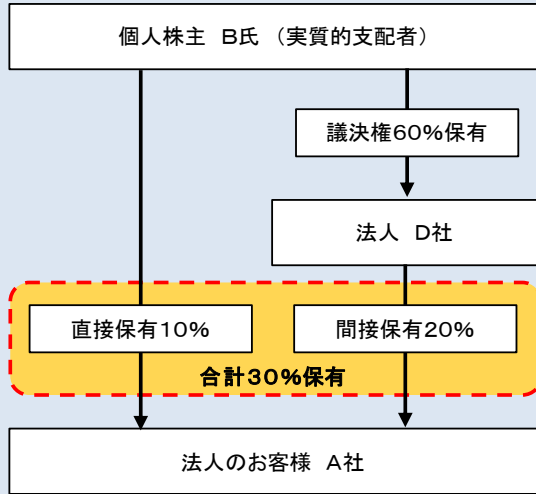 個人株主　B氏　（実質的支配者）
議決権60%保有
法人　D社
直接保有10%
間接保有20%
合計30%保有
法人のお客様　A社